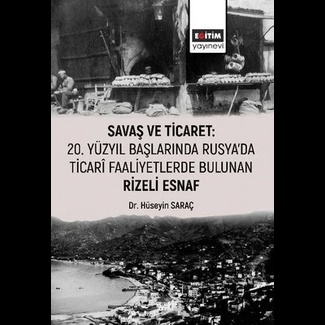 EĞİTİM
yayınevi
SAVAŞ VE TİCARET:
20. YÜZYIL BAŞLARINDA RUSYA'DA
TİCARÎ FAALİYETLERDE BULUNAN
RİZELİ ESNAF
Dr. Hüseyin SARAÇ